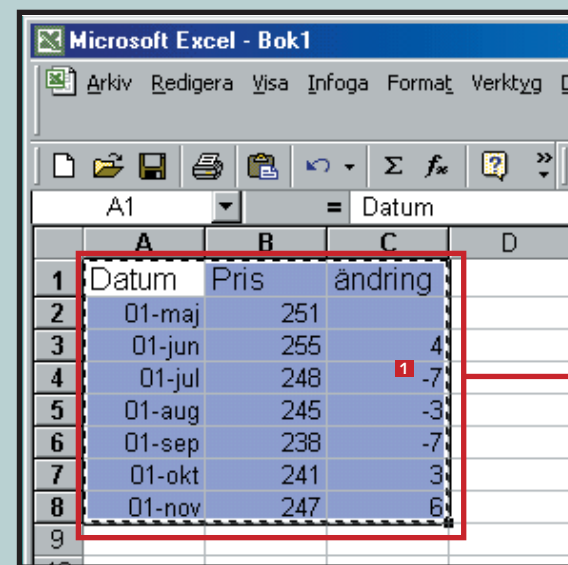 Microsoft Excel - Bok1
Arkiv Redigera Visa Infoga Format Verktyg D
Σ fx ? »
A1 = Datum
A B C D
1 Datum Pris ändring
2 01-maj 251
3 01-jun 255 4
4 01-jul 248 1 -7
5 01-aug 245 -3
6 01-sep 238 -7
7 01-okt 241 3
8 01-nov 247 6
9